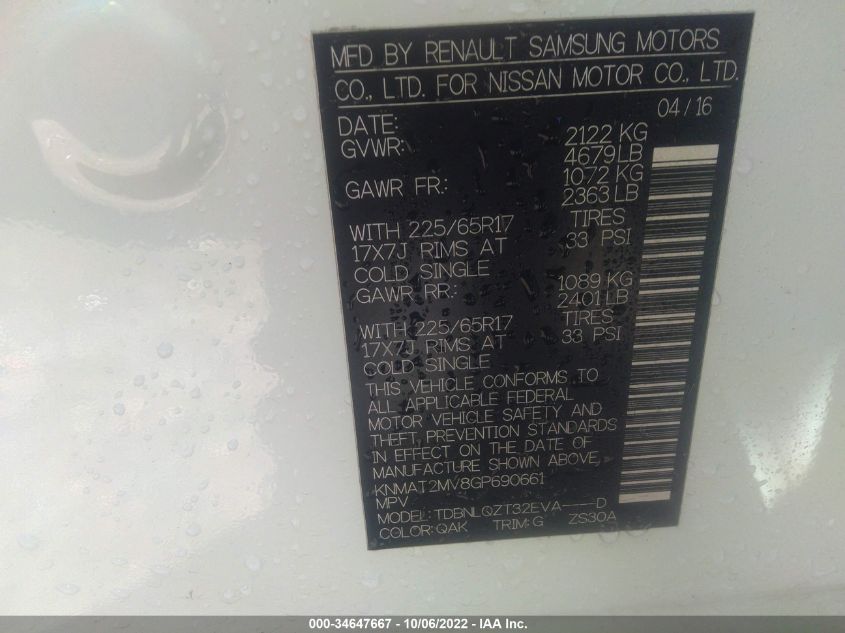 MFD BY RENAULT SAMSUNG MOTORS
CO., LTD. FOR NISSAN MOTOR CO., LTD.
DATE: 04/16
GVWR: 2122 KG
4679LB
GAWR FR: 1072 KG
2363 LB
WITH 225/65R17 TIRES
17X7J RIMS AT 33 PSI
COLD SINGLE
GAWR RR: 1089 KG
2401LB
WITH 225/65R17 TIRES
17X7J RIMS AT 33 PSI
COLD SINGLE
THIS VEHICLE CONFORMS TO
ALL APPLICABLE FEDERAL
MOTOR VEHICLE SAFETY AND
THEFT PREVENTION STANDARDS
IN EFFECT ON THE DATE OF
MANUFACTURE SHOWN ABOVE.
KNMAT2MV8GP690661
MPV
MODEL: TDBNLQZT32EVA----D
COLOR: QAK TRIM: G ZS30A
000-34647667 - 10/06/2022 - IAA Inc.